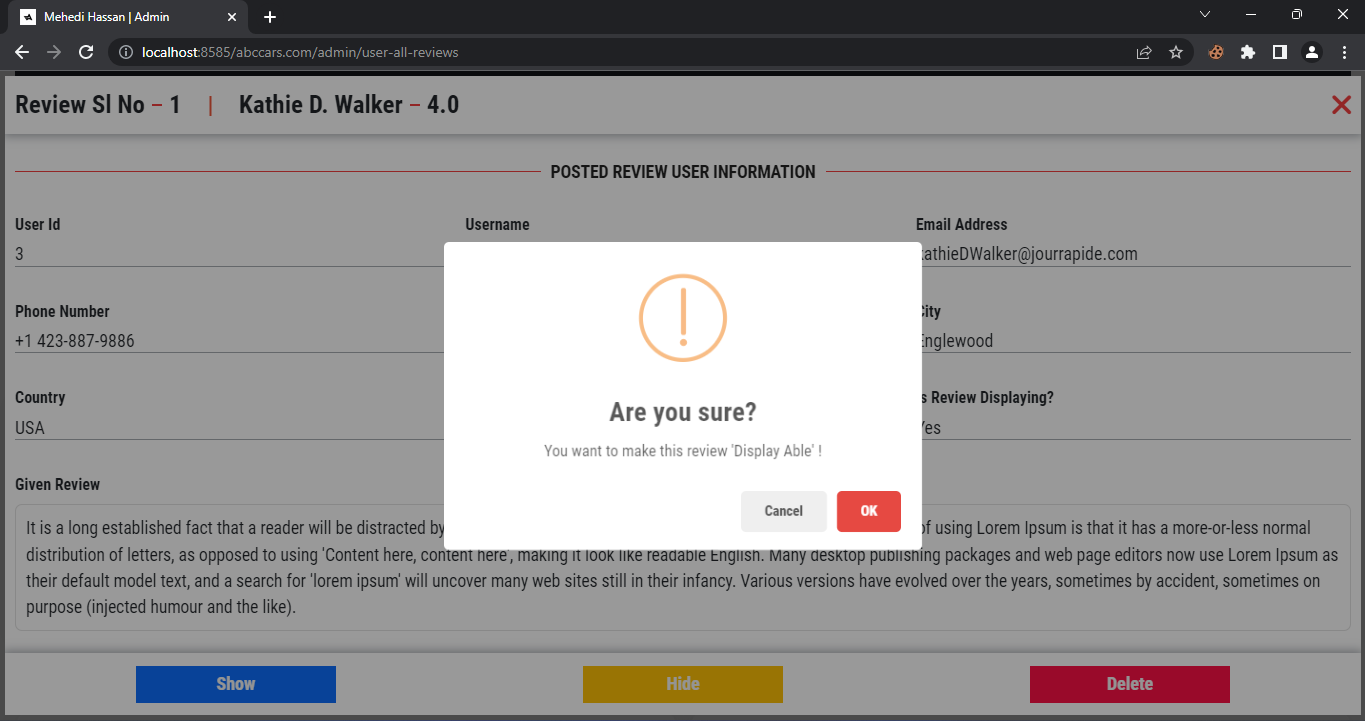 Mehedi Hassan | Admin
localhost:8585/abccars.com/admin/user-all-reviews
Review Sl No – 1 | Kathie D. Walker – 4.0
POSTED REVIEW USER INFORMATION
User Id
Username
Email Address
3
kathieDWalker@jourrapide.com
Phone Number
City
+1 423-887-9886
Englewood
Country
Is Review Displaying?
USA
Yes
Are you sure?
You want to make this review 'Display Able' !
Cancel
OK
Given Review
It is a long established fact that a reader will be distracted by of using Lorem Ipsum is that it has a more-or-less normal
distribution of letters, as opposed to using 'Content here, content here', making it look like readable English. Many desktop publishing packages and web page editors now use Lorem Ipsum as
their default model text, and a search for 'lorem ipsum' will uncover many web sites still in their infancy. Various versions have evolved over the years, sometimes by accident, sometimes on
purpose (injected humour and the like).
Show
Hide
Delete